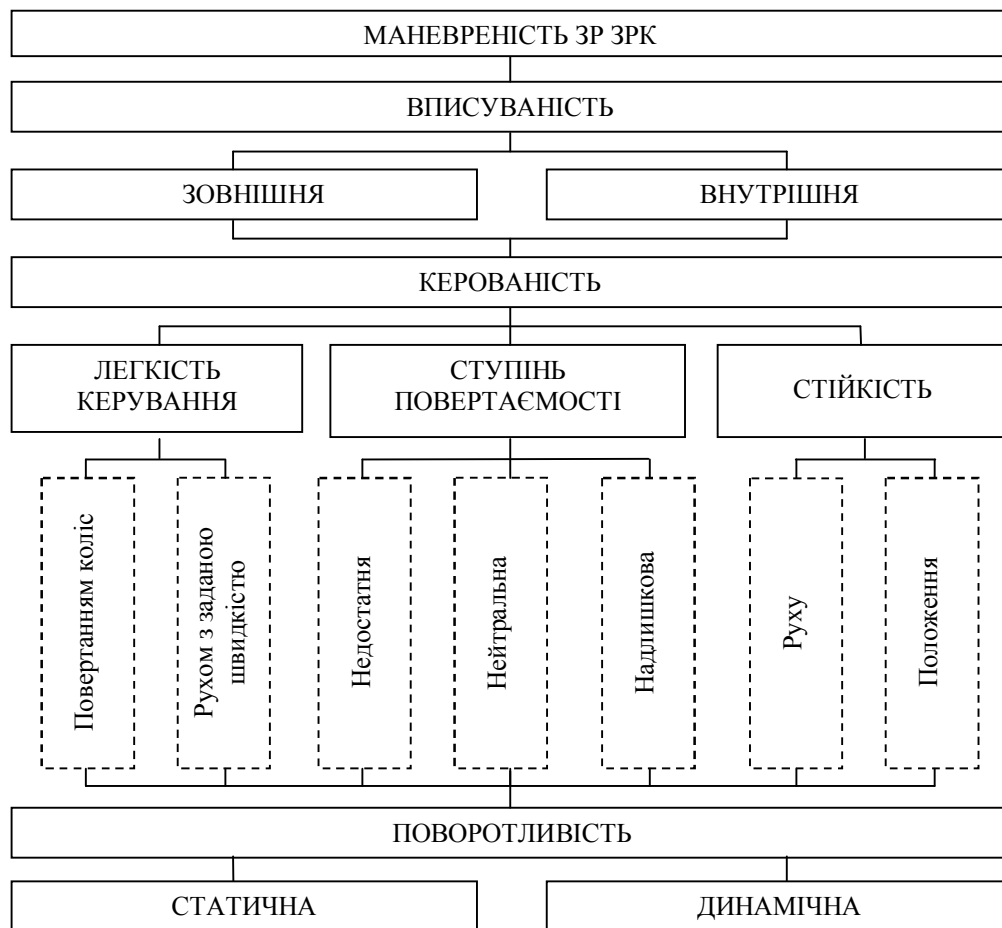 МАНЕВРЕНІСТЬ ЗР ЗРК
ВПИСУВАНІСТЬ
ЗОВНІШНЯ
ВНУТРІШНЯ
КЕРОВАНІСТЬ
ЛЕГКІСТЬ
КЕРУВАННЯ
СТУПІНЬ
ПОВЕРТАЄМОСТІ
СТІЙКІСТЬ
Повертанням коліс
Рухом з заданою
швидкістю
Недостатня
Нейтральна
Надлишкова
Руху
Положення
ПОВОРОТЛИВІСТЬ
СТАТИЧНА
ДИНАМІЧНА